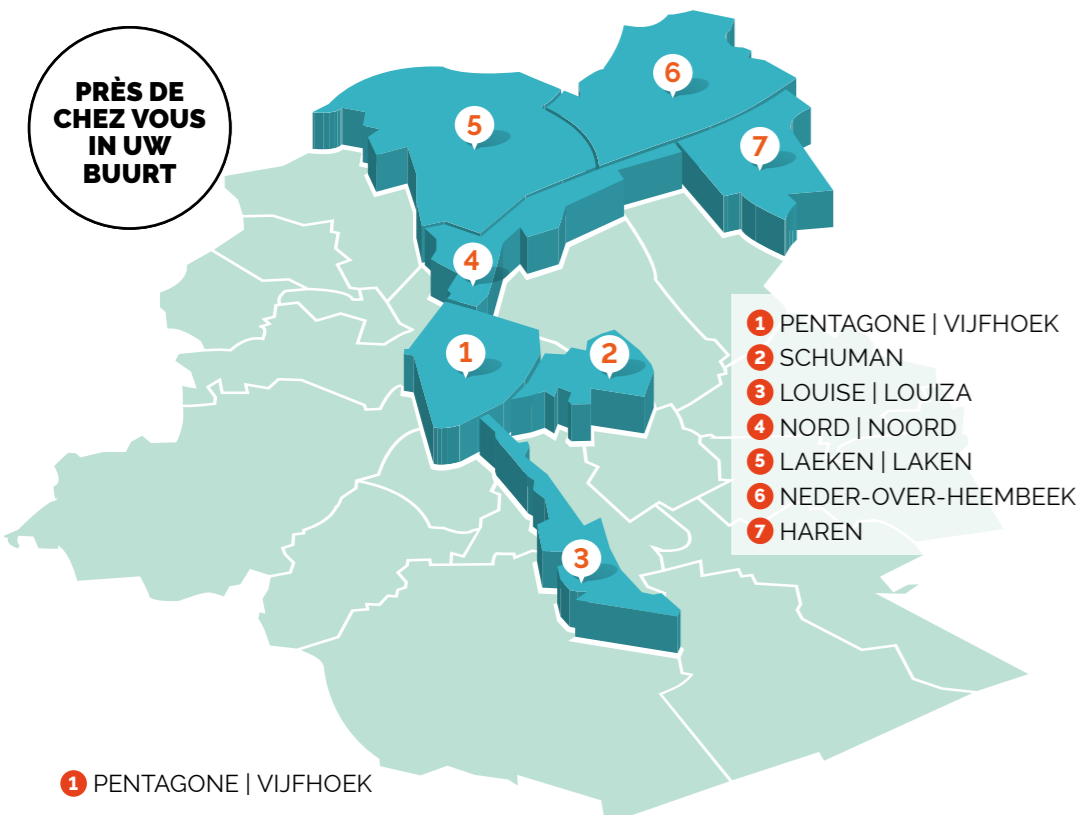 PRÈS DE
CHEZ VOUS
IN UW
BUURT
6
5
7
4
1
2
3
1 PENTAGONE | VIJFHOEK
2 SCHUMAN
3 LOUISE | LOUIZA
4 NORD | NOORD
5 LAEKEN | LAKEN
6 NEDER-OVER-HEEMBEEK
7 HAREN
1 PENTAGONE | VIJFHOEK